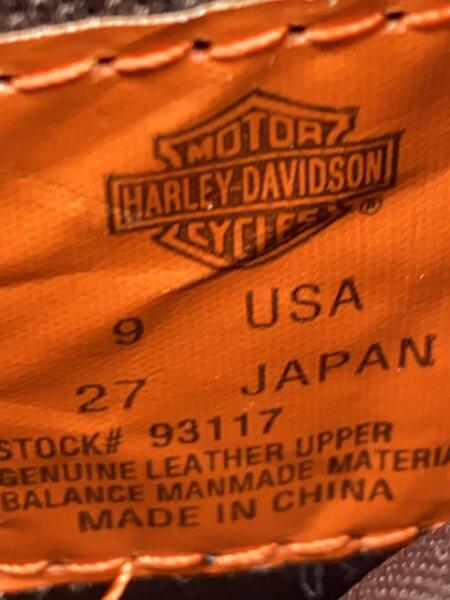 MOTOR
HARLEY-DAVIDSON
CYCLES®
9 USA
27 JAPAN
STOCK# 93117
GENUINE LEATHER UPPER
BALANCE MANMADE MATERIA
MADE IN CHINA